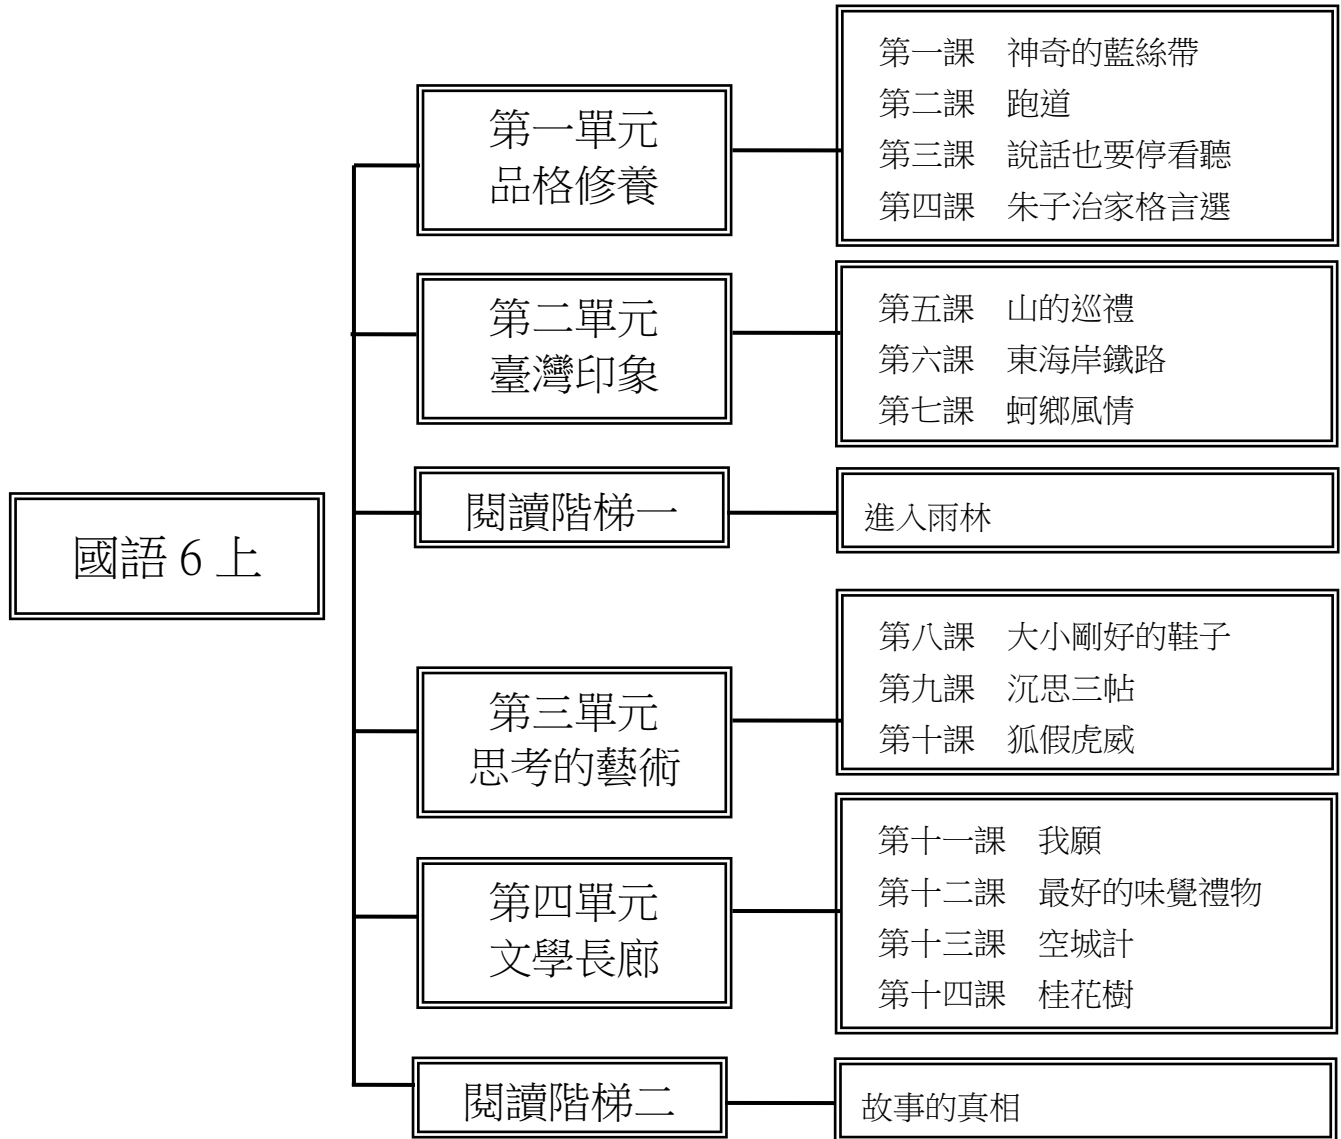 國語 6 上
第一單元
品格修養
第一課　神奇的藍絲帶
第二課　跑道
第三課　說話也要停看聽
第四課　朱子治家格言選
第二單元
臺灣印象
第五課　山的巡禮
第六課　東海岸鐵路
第七課　蚵鄉風情
閱讀階梯一
進入雨林
第三單元
思考的藝術
第八課　大小剛好的鞋子
第九課　沉思三帖
第十課　狐假虎威
第四單元
文學長廊
第十一課　我願
第十二課　最好的味覺禮物
第十三課　空城計
第十四課　桂花樹
閱讀階梯二
故事的真相